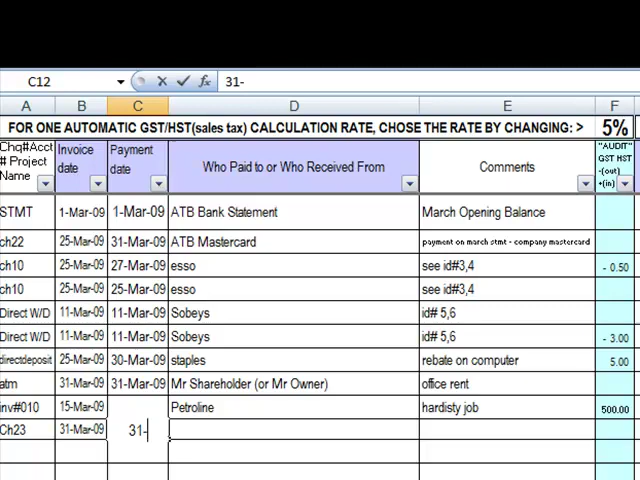 C12 fx 31-
A B C D E F
FOR ONE AUTOMATIC GST/HST(sales tax) CALCULATION RATE, CHOSE THE RATE BY CHANGING: > 5%
Chq#Acct # Project Name Invoice date Payment date Who Paid to or Who Received From Comments "AUDIT" GST HST -(out) +(in)
STMT 1-Mar-09 1-Mar-09 ATB Bank Statement March Opening Balance
ch22 25-Mar-09 31-Mar-09 ATB Mastercard payment on march stmt - company mastercard
ch10 25-Mar-09 27-Mar-09 esso see id#3,4 - 0.50
ch10 25-Mar-09 25-Mar-09 esso see id#3,4
Direct W/D 11-Mar-09 11-Mar-09 Sobeys id# 5,6
Direct W/D 11-Mar-09 11-Mar-09 Sobeys id# 5,6 - 3.00
directdeposit 25-Mar-09 30-Mar-09 staples rebate on computer 5.00
atm 31-Mar-09 31-Mar-09 Mr Shareholder (or Mr Owner) office rent
inv#010 15-Mar-09 Petroline hardisty job 500.00
Ch23 31-Mar-09 31-